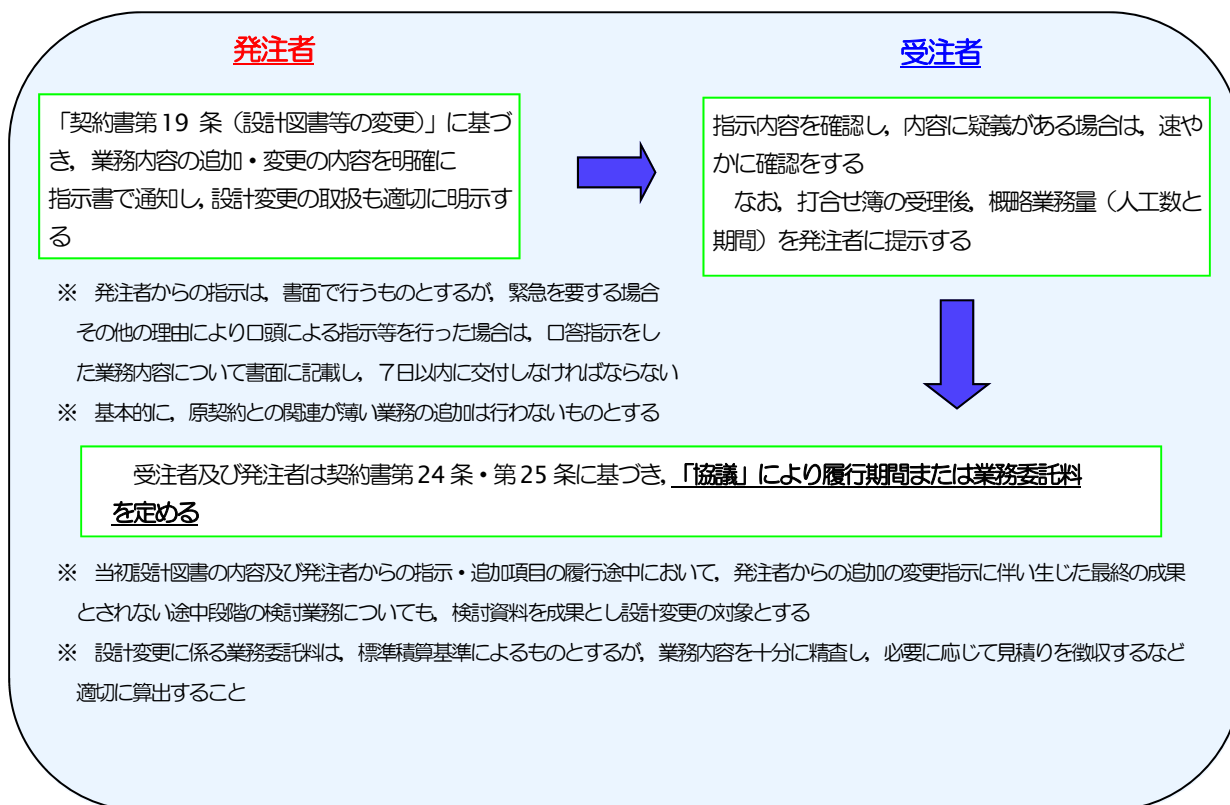 発注者
受注者
「契約書第19 条（設計図書等の変更）」に基づ
き，業務内容の追加・変更の内容を明確に
指示書で通知し，設計変更の取扱も適切に明示す
る
指示内容を確認し，内容に疑義がある場合は，速や
かに確認をする
なお，打合せ簿の受理後，概略業務量（人工数と
期間）を発注者に提示する
※ 発注者からの指示は，書面で行うものとするが，緊急を要する場合
その他の理由により口頭による指示等を行った場合は，口答指示をし
た業務内容について書面に記載し，７日以内に交付しなければならない
※ 基本的に，原契約との関連が薄い業務の追加は行わないものとする
受注者及び発注者は契約書第24 条・第25 条に基づき，「協議」により履行期間または業務委託料
を定める
※ 当初設計図書の内容及び発注者からの指示・追加項目の履行途中において，発注者からの追加の変更指示に伴い生じた最終の成果
とされない途中段階の検討業務についても，検討資料を成果とし設計変更の対象とする
※ 設計変更に係る業務委託料は，標準積算基準によるものとするが，業務内容を十分に精査し，必要に応じて見積りを徴収するなど
適切に算出すること